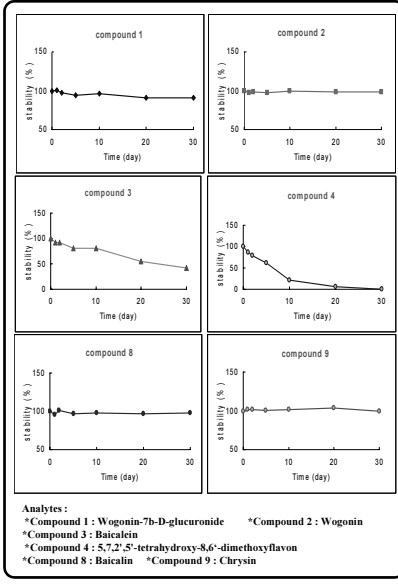 compound 1
compound 2
150
100
50
stability (%)
0 10 20 30
Time (day)
150
100
50
stability (%)
0 10 20 30
Time (day)
compound 3
compound 4
150
100
50
0
stability (%)
0 10 20 30
Time (day)
150
100
50
0
stability (%)
0 10 20 30
Time (day)
compound 8
compound 9
150
100
50
stability (%)
0 10 20 30
Time (day)
150
100
50
stability (%)
0 10 20 30
Time (day)
Analytes :
*Compound 1 : Wogonin-7b-D-glucuronide *Compound 2 : Wogonin
*Compound 3 : Baicalein
*Compound 4 : 5,7,2',5'-tetrahydroxy-8,6‘-dimethoxyflavon
*Compound 8 : Baicalin *Compound 9 : Chrysin